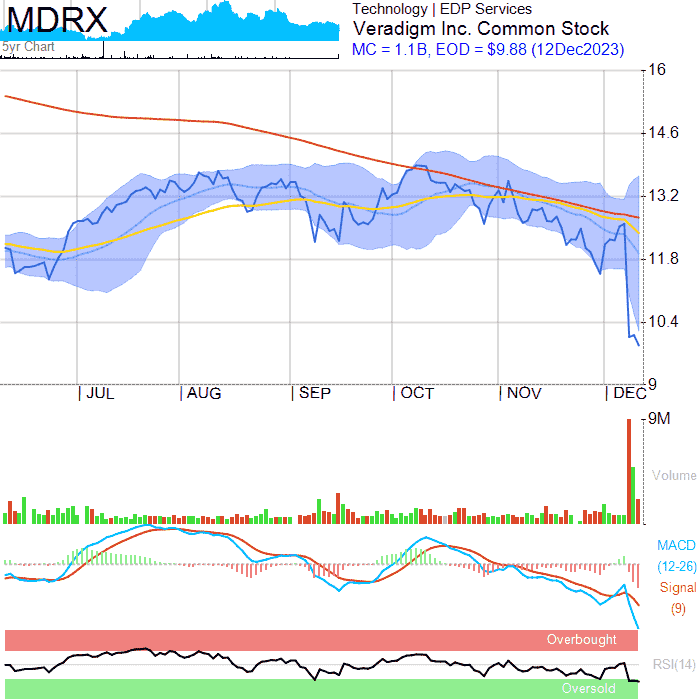 MDRX
5yr Chart
Technology | EDP Services
Veradigm Inc. Common Stock
MC = 1.1B, EOD = $9.88 (12Dec2023)
16
14.6
13.2
11.8
10.4
9
| JUL | AUG | SEP | OCT | NOV | DEC
9M
Volume
MACD
(12-26)
Signal
(9)
Overbought
RSI(14)
Oversold